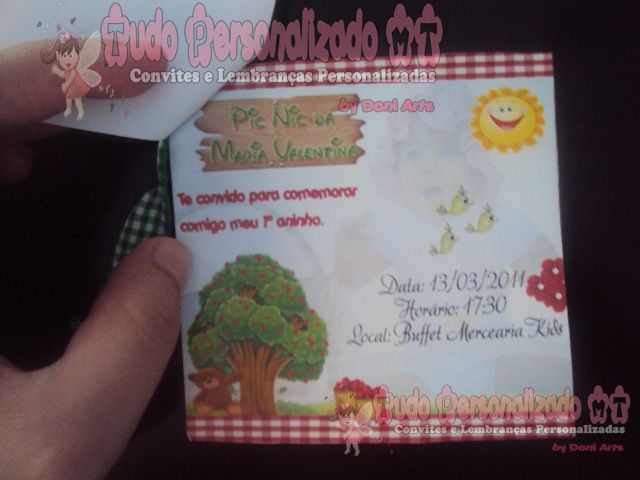 Tudo Personalizado MT
Convites e Lembranças Personalizadas
by Dani Arts
Pic Nic da
Maria Valentina
Te convido para comemorar
comigo meu 1º aninho.
Data: 13/03/2011
Horário: 17:30
Local: Buffet Mercearia Kids
Tudo Personalizado MT
Convites e Lembranças Personalizadas
by Dani Arts